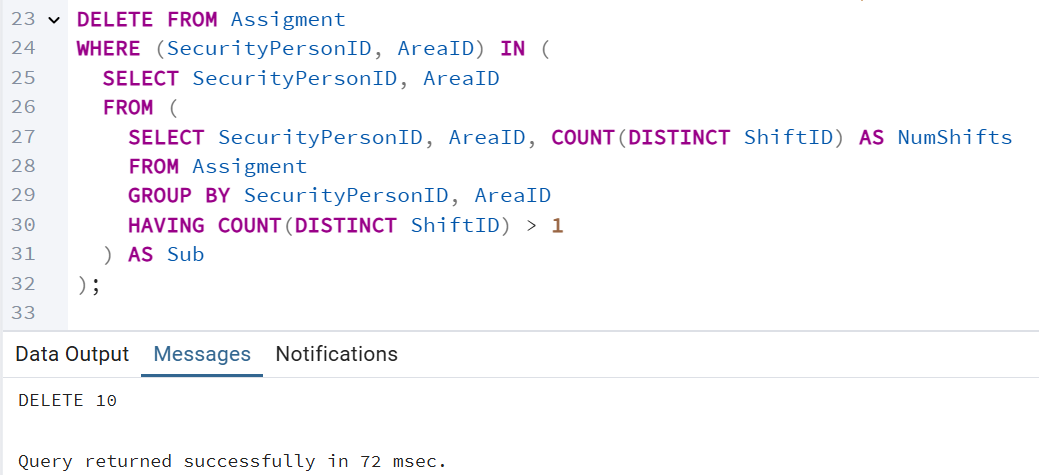 23 DELETE FROM Assigment
24 WHERE (SecurityPersonID, AreaID) IN (
25 SELECT SecurityPersonID, AreaID
26 FROM (
27 SELECT SecurityPersonID, AreaID, COUNT(DISTINCT ShiftID) AS NumShifts
28 FROM Assigment
29 GROUP BY SecurityPersonID, AreaID
30 HAVING COUNT(DISTINCT ShiftID) > 1
31 ) AS Sub
32 );
33
Data Output Messages Notifications
DELETE 10
Query returned successfully in 72 msec.